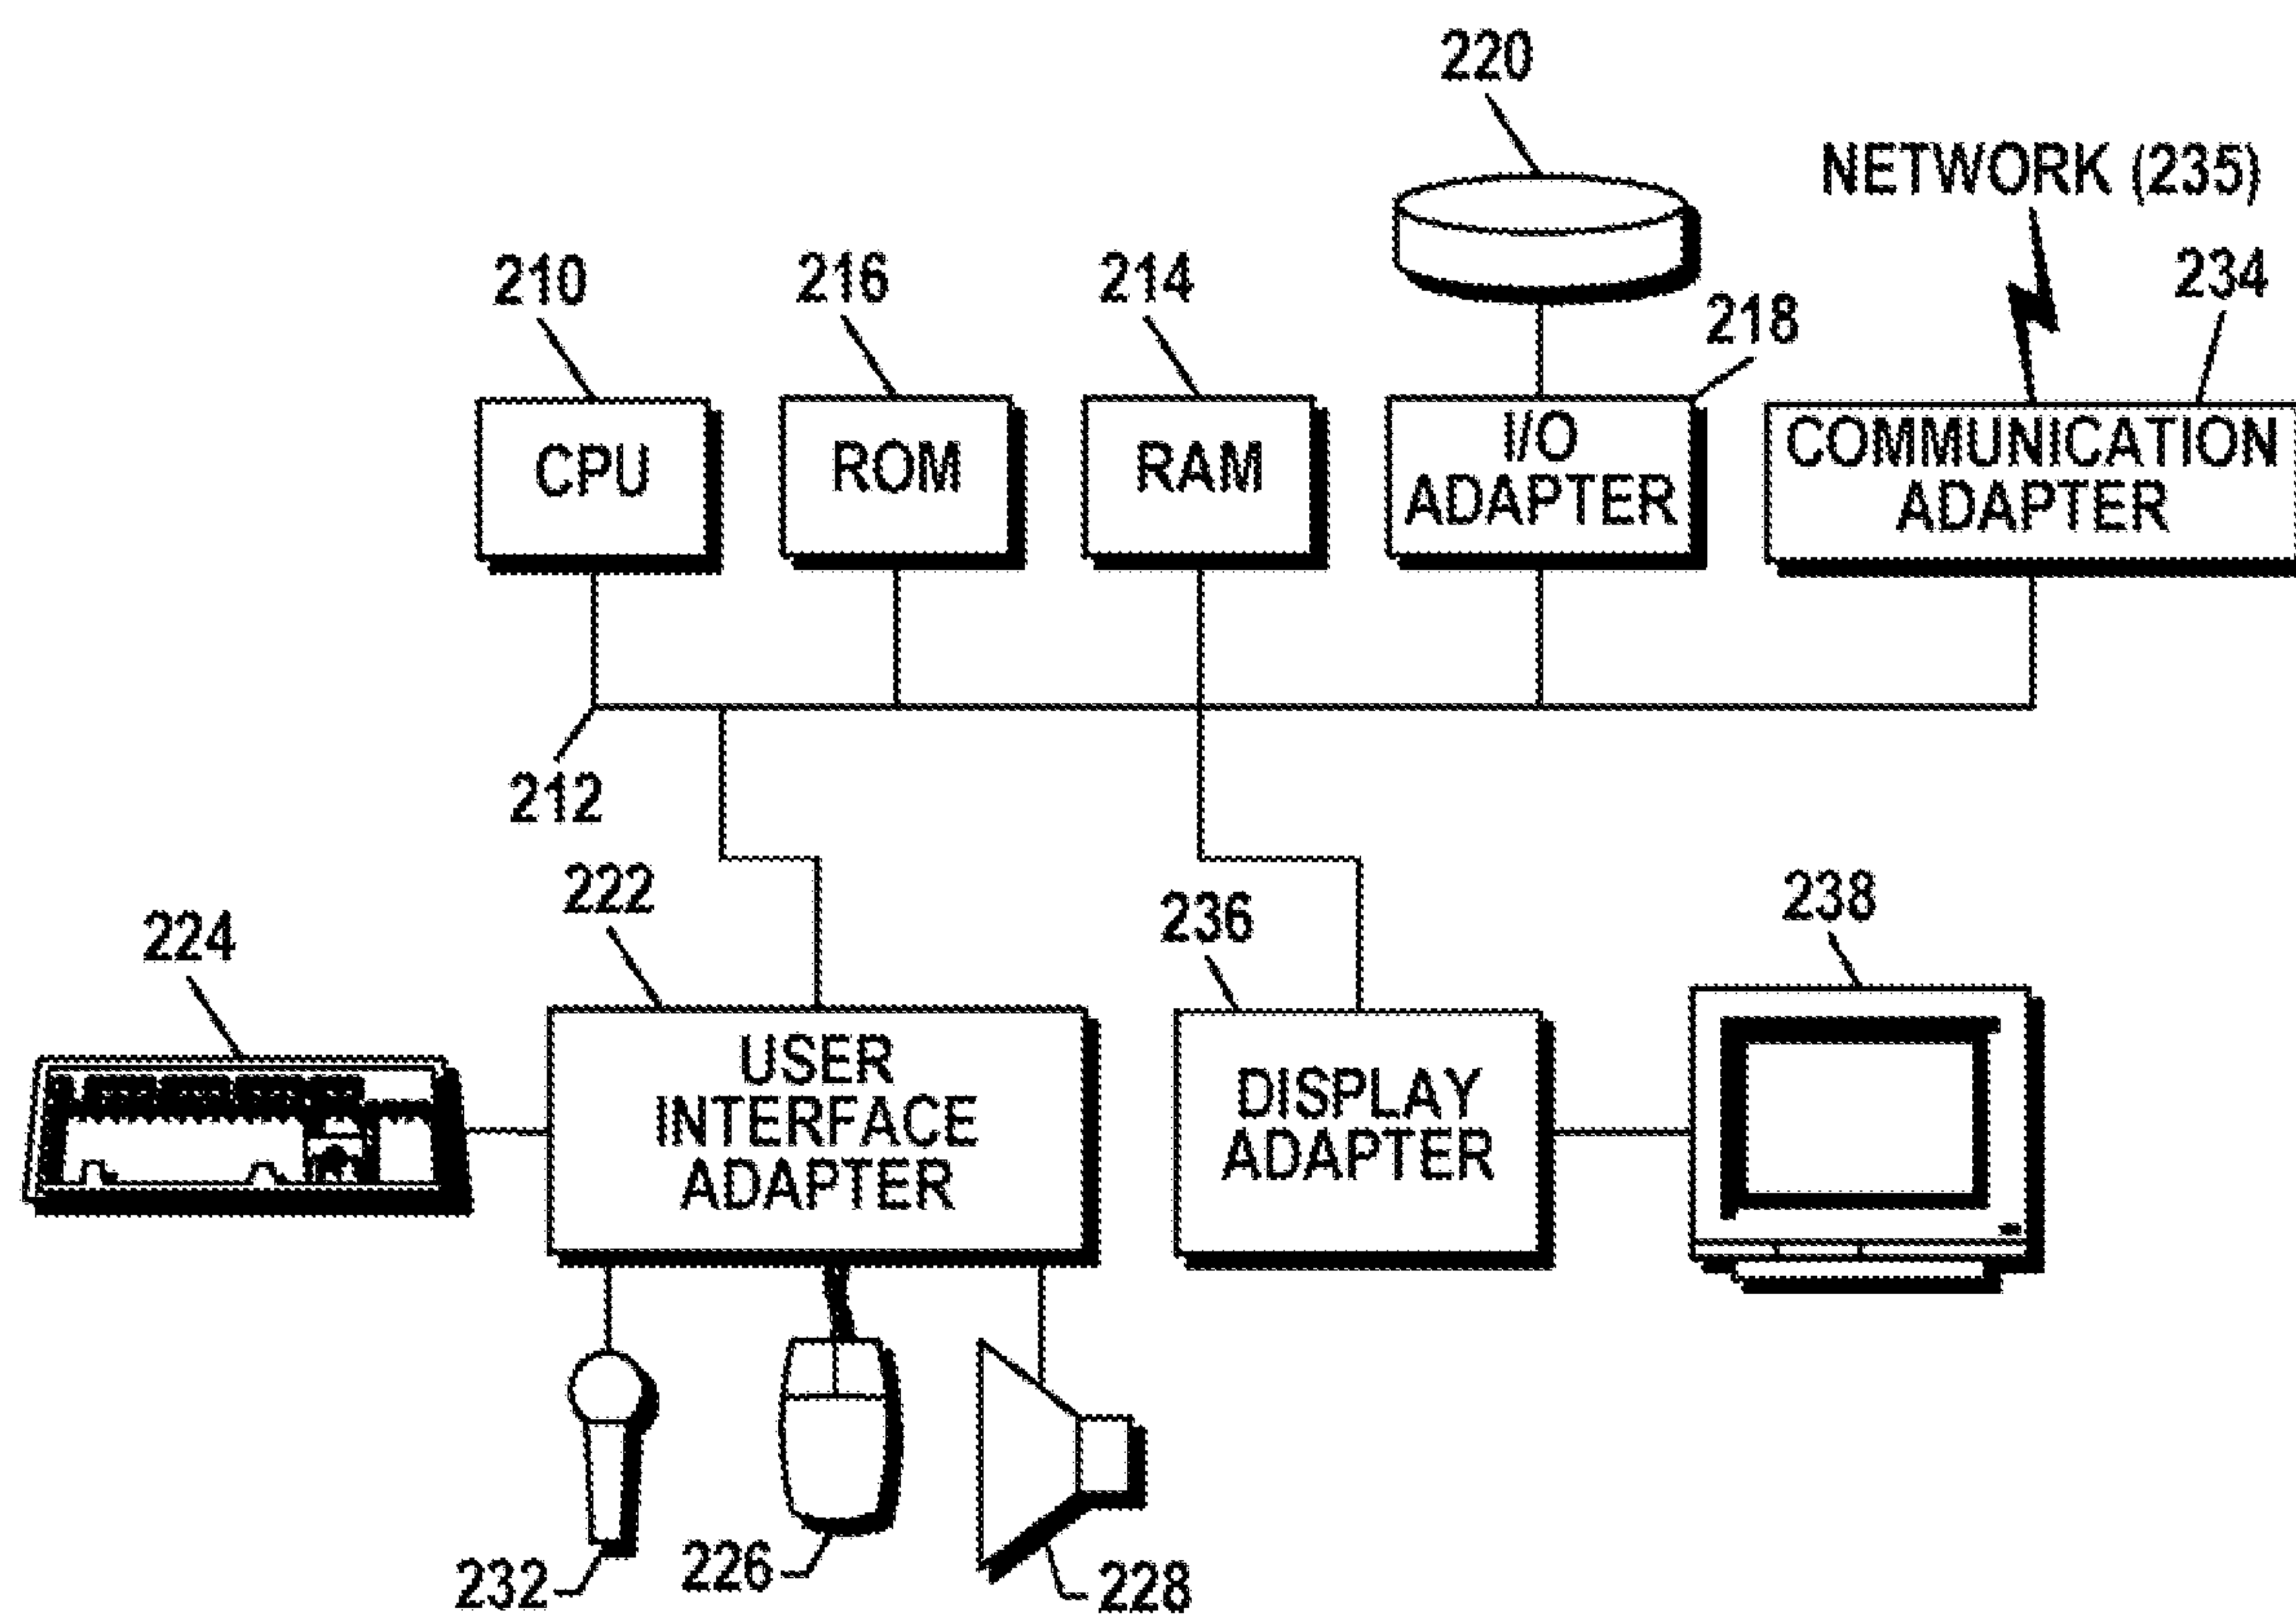 220
NETWORK (235)
210
216
214
218
234
CPU
ROM
RAM
I/O
ADAPTER
COMMUNICATION
ADAPTER
212
222
224
236
238
USER
INTERFACE
ADAPTER
DISPLAY
ADAPTER
232
226
228